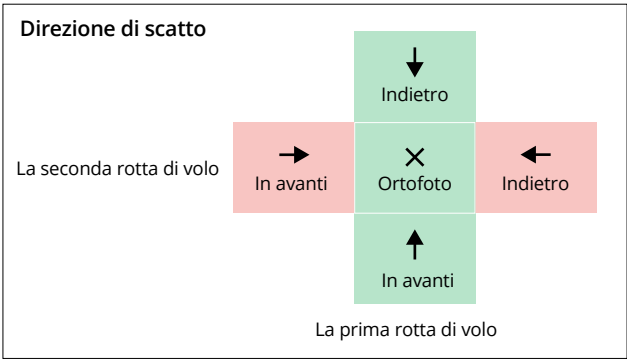 Direzione di scatto
Indietro
La seconda rotta di volo
In avanti
Ortofoto
Indietro
In avanti
La prima rotta di volo